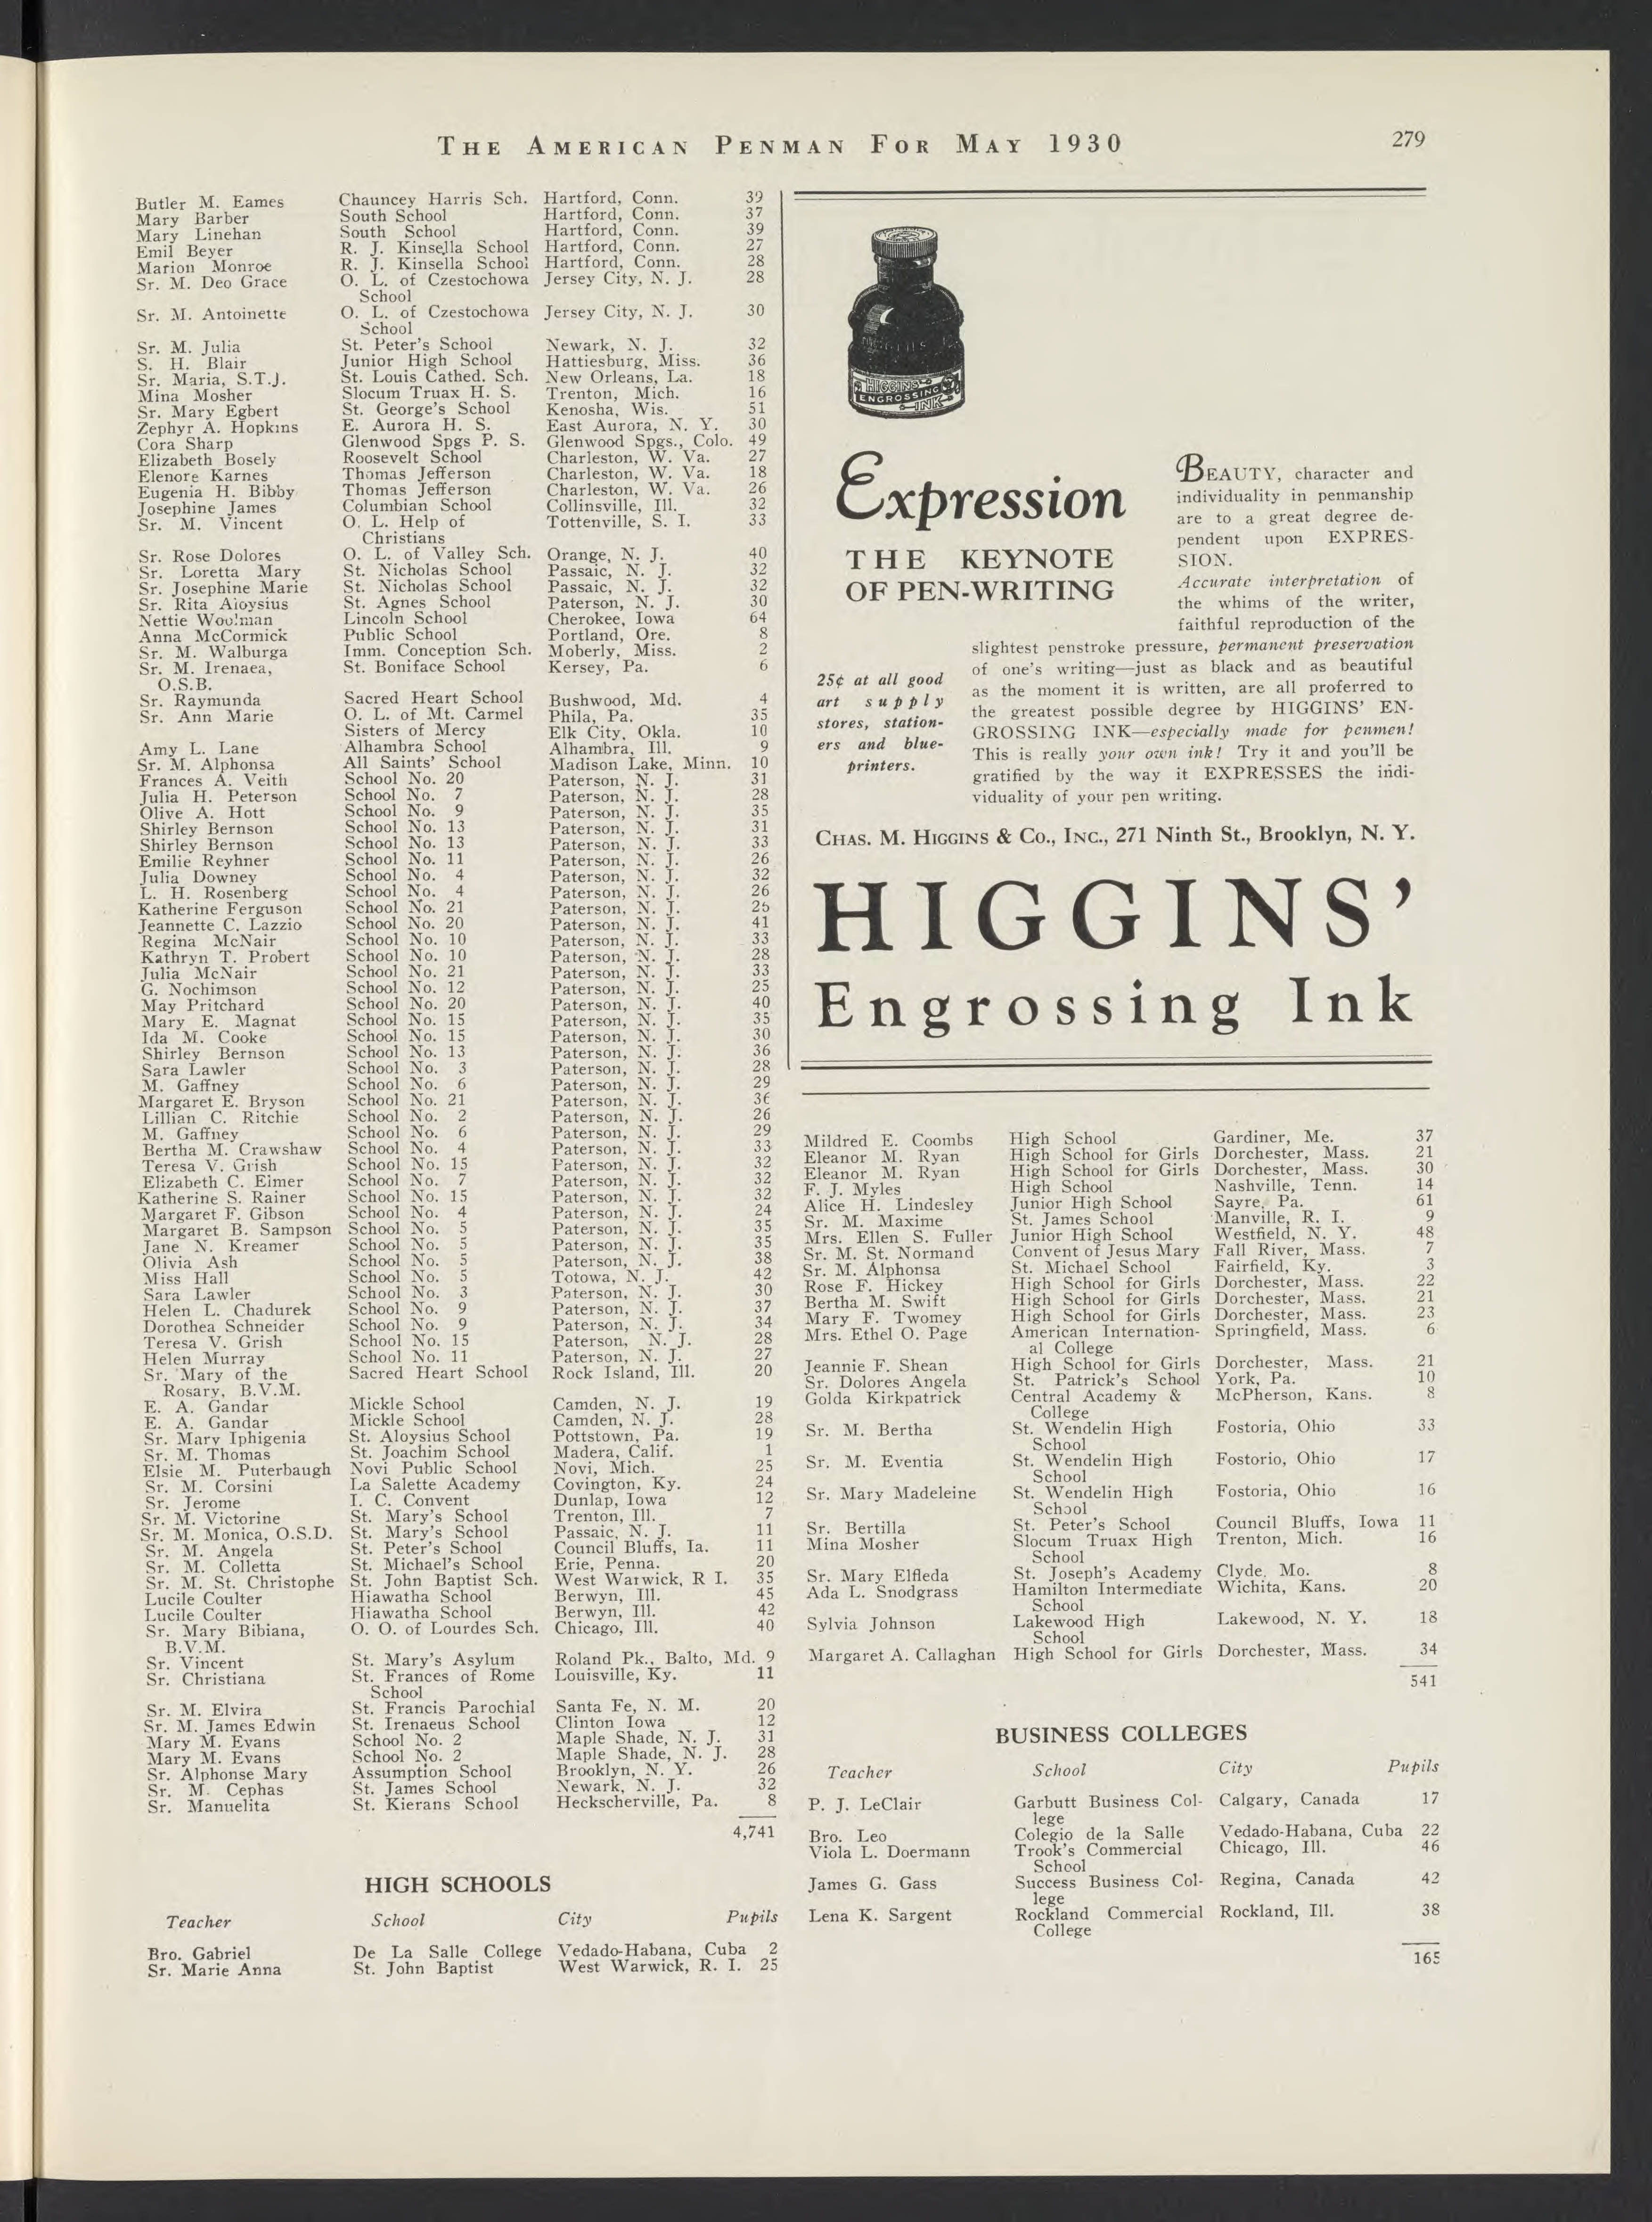 THE AMERICAN PENMAN FOR MAY 1930 279
Butler M. Eames Chauncey Harris Sch. Hartford, Conn. 39
Mary Barber South School Hartford, Conn. 37
Mary Linehan South School Hartford, Conn. 39
Emil Beyer R. J. Kinsella School Hartford, Conn. 27
Marion Monroe R. J. Kinsella School Hartford, Conn. 28
Sr. M. Deo Grace O. L. of Czestochowa Jersey City, N. J. 28
School
Sr. M. Antoinette O. L. of Czestochowa Jersey City, N. J. 30
School
Sr. M. Julia St. Peter's School Newark, N. J. 32
S. H. Blair Junior High School Hattiesburg, Miss. 36
Sr. Maria, S.T.J. St. Louis Cathed. Sch. New Orleans, La. 18
Mina Mosher Slocum Truax H. S. Trenton, Mich. 16
Sr. Mary Egbert St. George's School Kenosha, Wis. 51
Zephyr A. Hopkins E. Aurora H. S. East Aurora, N. Y. 30
Cora Sharp Glenwood Spgs P. S. Glenwood Spgs., Colo. 49
Elizabeth Bosely Roosevelt School Charleston, W. Va. 27
Elenore Karnes Thomas Jefferson Charleston, W. Va. 18
Eugenia H. Bibby Thomas Jefferson Charleston, W. Va. 26
Josephine James Columbian School Collinsville, Ill. 32
Sr. M. Vincent O. L. Help of Tottenville, S. I. 33
Christians
Sr. Rose Dolores O. L. of Valley Sch. Orange, N. J. 40
Sr. Loretta Mary St. Nicholas School Passaic, N. J. 32
Sr. Josephine Marie St. Nicholas School Passaic, N. J. 32
Sr. Rita Aloysius St. Agnes School Paterson, N. J. 30
Nettie Woolman Lincoln School Cherokee, Iowa 64
Anna McCormick Public School Portland, Ore. 8
Sr. M. Walburga Imm. Conception Sch. Moberly, Miss. 2
Sr. M. Irenaea, St. Boniface School Kersey, Pa. 6
O.S.B.
Sr. Raymunda Sacred Heart School Bushwood, Md. 4
Sr. Ann Marie O. L. of Mt. Carmel Phila, Pa. 35
Sisters of Mercy Elk City, Okla. 10
Amy L. Lane Alhambra School Alhambra, Ill. 9
Sr. M. Alphonsa All Saints' School Madison Lake, Minn. 10
Frances A. Veith School No. 20 Paterson, N. J. 31
Julia H. Peterson School No. 7 Paterson, N. J. 28
Olive A. Hott School No. 9 Paterson, N. J. 35
Shirley Bernson School No. 13 Paterson, N. J. 31
Shirley Bernson School No. 13 Paterson, N. J. 33
Emilie Reyhner School No. 11 Paterson, N. J. 26
Julia Downey School No. 4 Paterson, N. J. 32
L. H. Rosenberg School No. 4 Paterson, N. J. 26
Katherine Ferguson School No. 21 Paterson, N. J.
Jeannette C. Lazzio School No. 20 Paterson, N. J. 41
Regina McNair School No. 10 Paterson, N. J. 33
Kathryn T. Probert School No. 10 Paterson, N. J. 28
Julia McNair School No. 21 Paterson, N. J. 33
G. Nochimson School No. 12 Paterson, N. J. 25
May Pritchard School No. 20 Paterson, N. J. 40
Mary E. Magnat School No. 15 Paterson, N. J. 35
Ida M. Cooke School No. 15 Paterson, N. J. 30
Shirley Bernson School No. 13 Paterson, N. J. 36
Sara Lawler School No. 3 Paterson, N. J. 28
M. Gaffney School No. 6 Paterson, N. J. 29
Margaret E. Bryson School No. 21 Paterson, N. J. 36
Lillian C. Ritchie School No. 2 Paterson, N. J. 26
M. Gaffney School No. 6 Paterson, N. J. 29
Bertha M. Crawshaw School No. 4 Paterson, N. J. 33
Teresa V. Grish School No. 15 Paterson, N. J. 32
Elizabeth C. Eimer School No. 7 Paterson, N. J. 32
Katherine S. Rainer School No. 15 Paterson, N. J. 32
Margaret F. Gibson School No. 4 Paterson, N. J. 24
Margaret B. Sampson School No. 5 Paterson, N. J. 35
Jane N. Kreamer School No. 5 Paterson, N. J. 35
Olivia Ash School No. 5 Paterson, N. J. 38
Miss Hall School No. 5 Totowa, N. J. 42
Sara Lawler School No. 3 Paterson, N. J. 30
Helen L. Chadurek School No. 9 Paterson, N. J. 37
Dorothea Schneider School No. 9 Paterson, N. J. 34
Teresa V. Grish School No. 15 Paterson, N. J. 28
Helen Murray School No. 11 Paterson, N. J. 27
Sr. Mary of the Sacred Heart School Rock Island, Ill. 20
Rosary, B.V.M.
E. A. Gandar Mickle School Camden, N. J. 19
E. A. Gandar Mickle School Camden, N. J. 28
Sr. Mary Iphigenia St. Aloysius School Pottstown, Pa. 19
Sr. M. Thomas St. Joachim School Madera, Calif. 1
Elsie M. Puterbaugh Novi Public School Novi, Mich. 25
Sr. M. Corsini La Salette Academy Covington, Ky. 24
Sr. Jerome I. C. Convent Dunlap, Iowa 12
Sr. M. Victorine St. Mary's School Trenton, Ill. 7
Sr. M. Monica, O.S.D. St. Mary's School Passaic, N. J. 11
Sr. M. Angela St. Peter's School Council Bluffs, Ia. 11
Sr. M. Colletta St. Michael's School Erie, Penna. 20
Sr. M. St. Christophe St. John Baptist Sch. West Warwick, R I. 35
Lucile Coulter Hiawatha School Berwyn, Ill. 45
Lucile Coulter Hiawatha School Berwyn, Ill. 42
Sr. Mary Bibiana, O. O. of Lourdes Sch. Chicago, Ill. 40
B.V.M.
Sr. Vincent St. Mary's Asylum Roland Pk., Balto, Md. 9
Sr. Christiana St. Frances of Rome Louisville, Ky. 11
School
Sr. M. Elvira St. Francis Parochial Santa Fe, N. M. 20
Sr. M. James Edwin St. Irenaeus School Clinton Iowa 12
Mary M. Evans School No. 2 Maple Shade, N. J. 31
Mary M. Evans School No. 2 Maple Shade, N. J. 28
Sr. Alphonse Mary Assumption School Brooklyn, N. Y. 26
Sr. M. Cephas St. James School Newark, N. J. 32
Sr. Manuelita St. Kierans School Heckscherville, Pa. 8
4,741
HIGH SCHOOLS
Teacher School City Pupils
Bro. Gabriel De La Salle College Vedado-Habana, Cuba 2
Sr. Marie Anna St. John Baptist West Warwick, R. I. 25
HIGGINS
ENGROSSING
INK
Expression
THE KEYNOTE
OF PEN-WRITING
BEAUTY, character and
individuality in penmanship
are to a great degree de-
pendent upon EXPRES-
SION.
Accurate interpretation of
the whims of the writer,
faithful reproduction of the
slightest penstroke pressure, permanent preservation
of one's writing—just as black and as beautiful
as the moment it is written, are all proferred to
the greatest possible degree by HIGGINS' EN-
GROSSING INK—especially made for penmen!
This is really your own ink! Try it and you'll be
gratified by the way it EXPRESSES the indi-
viduality of your pen writing.
25¢ at all good
art supply
stores, station-
ers and blue-
printers.
CHAS. M. HIGGINS & CO., INC., 271 Ninth St., Brooklyn, N. Y.
HIGGINS'
Engrossing Ink
Mildred E. Coombs High School Gardiner, Me. 37
Eleanor M. Ryan High School for Girls Dorchester, Mass. 21
Eleanor M. Ryan High School for Girls Dorchester, Mass. 30
F. J. Myles High School Nashville, Tenn. 14
Alice H. Lindesley Junior High School Sayre, Pa. 61
Sr. M. Maxime St. James School Manville, R. I. 9
Mrs. Ellen S. Fuller Junior High School Westfield, N. Y. 48
Sr. M. St. Normand Convent of Jesus Mary Fall River, Mass. 7
Sr. M. Alphonsa St. Michael School Fairfield, Ky. 3
Rose F. Hickey High School for Girls Dorchester, Mass. 22
Bertha M. Swift High School for Girls Dorchester, Mass. 21
Mary F. Twomey High School for Girls Dorchester, Mass. 23
Mrs. Ethel O. Page American Internation- Springfield, Mass. 6
al College
Jeannie F. Shean High School for Girls Dorchester, Mass. 21
Sr. Dolores Angela St. Patrick's School York, Pa. 10
Golda Kirkpatrick Central Academy & McPherson, Kans. 8
College
Sr. M. Bertha St. Wendelin High Fostoria, Ohio 33
School
Sr. M. Eventia St. Wendelin High Fostorio, Ohio 17
School
Sr. Mary Madeleine St. Wendelin High Fostoria, Ohio 16
School
Sr. Bertilla St. Peter's School Council Bluffs, Iowa 11
Mina Mosher Slocum Truax High Trenton, Mich. 16
School
Sr. Mary Elfleda St. Joseph's Academy Clyde, Mo. 8
Ada L. Snodgrass Hamilton Intermediate Wichita, Kans. 20
School
Sylvia Johnson Lakewood High Lakewood, N. Y. 18
School
Margaret A. Callaghan High School for Girls Dorchester, Mass. 34
541
BUSINESS COLLEGES
Teacher School City Pupils
P. J. LeClair Garbutt Business Col- Calgary, Canada 17
lege
Bro. Leo Colegio de la Salle Vedado-Habana, Cuba 22
Viola L. Doermann Trook's Commercial Chicago, Ill. 46
School
James G. Gass Success Business Col- Regina, Canada 42
lege
Lena K. Sargent Rockland Commercial Rockland, Ill. 38
College
165